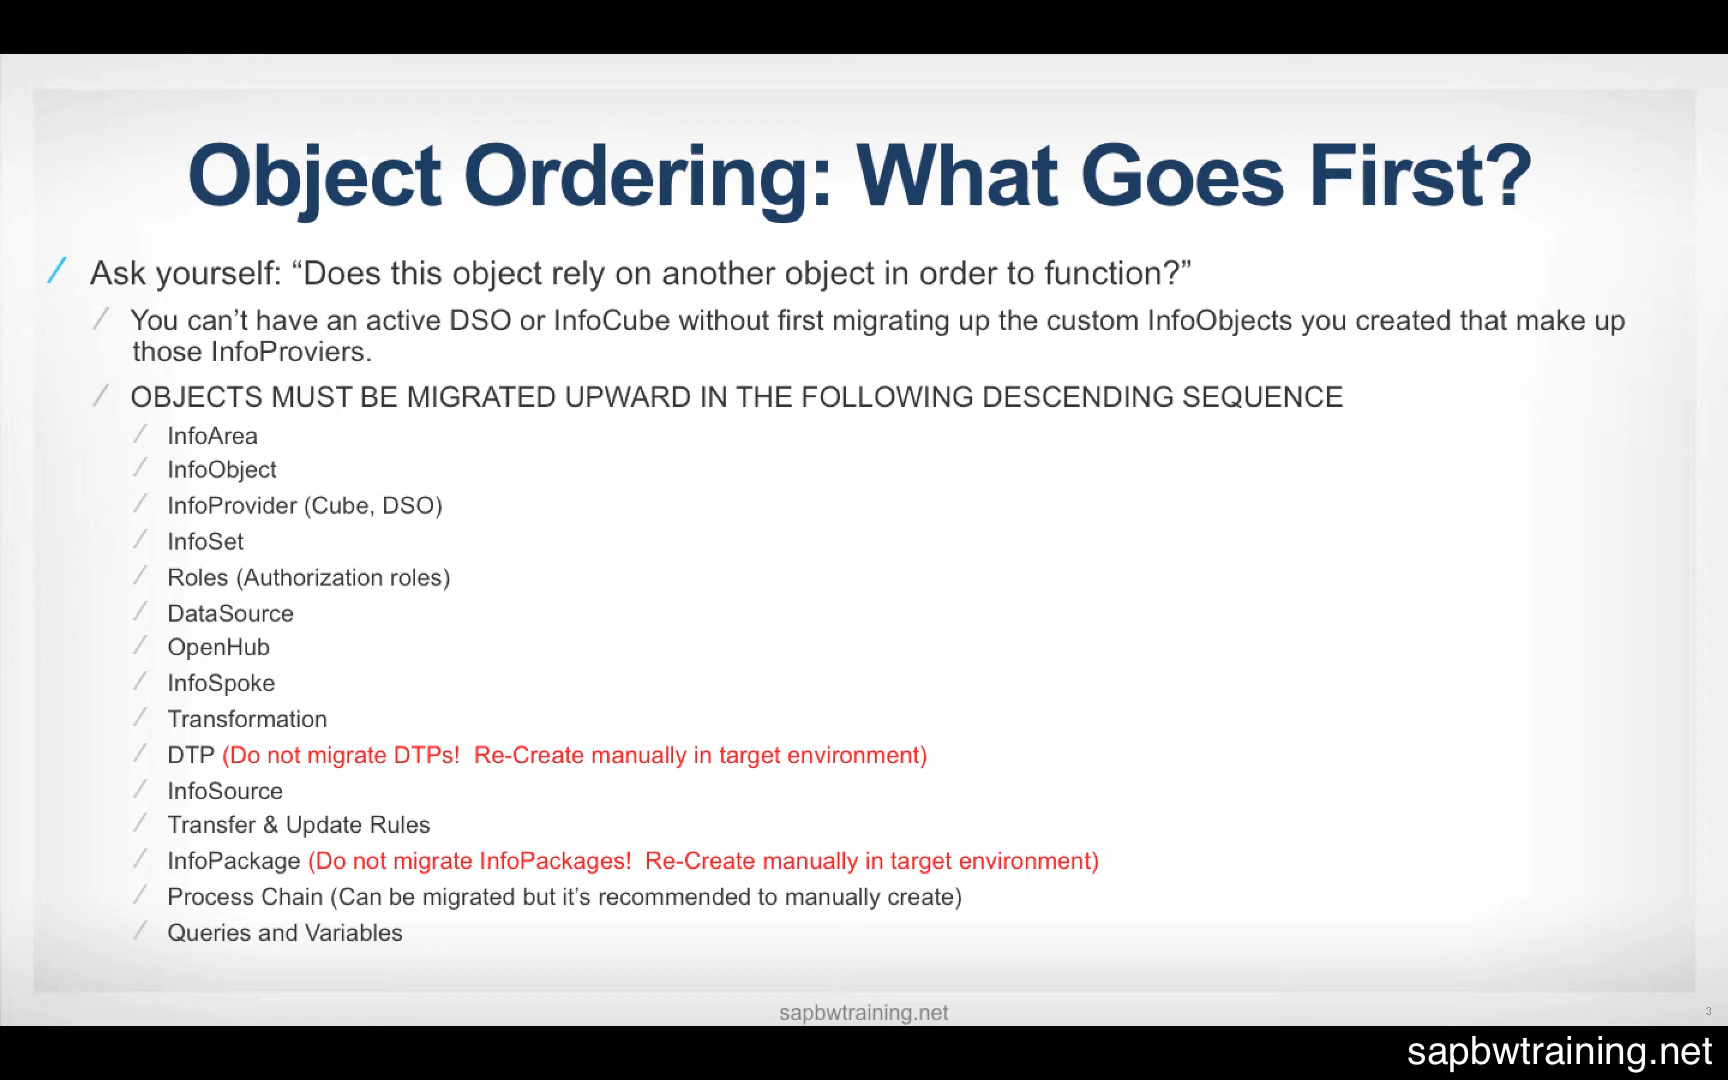 Object Ordering: What Goes First?
Ask yourself: “Does this object rely on another object in order to function?”
You can’t have an active DSO or InfoCube without first migrating up the custom InfoObjects you created that make up
those InfoProviers.
OBJECTS MUST BE MIGRATED UPWARD IN THE FOLLOWING DESCENDING SEQUENCE
InfoArea
InfoObject
InfoProvider (Cube, DSO)
InfoSet
Roles (Authorization roles)
DataSource
OpenHub
InfoSpoke
Transformation
DTP (Do not migrate DTPs!  Re-Create manually in target environment)
InfoSource
Transfer & Update Rules
InfoPackage (Do not migrate InfoPackages!  Re-Create manually in target environment)
Process Chain (Can be migrated but it’s recommended to manually create)
Queries and Variables
sapbwtraining.net
3
sapbwtraining.net